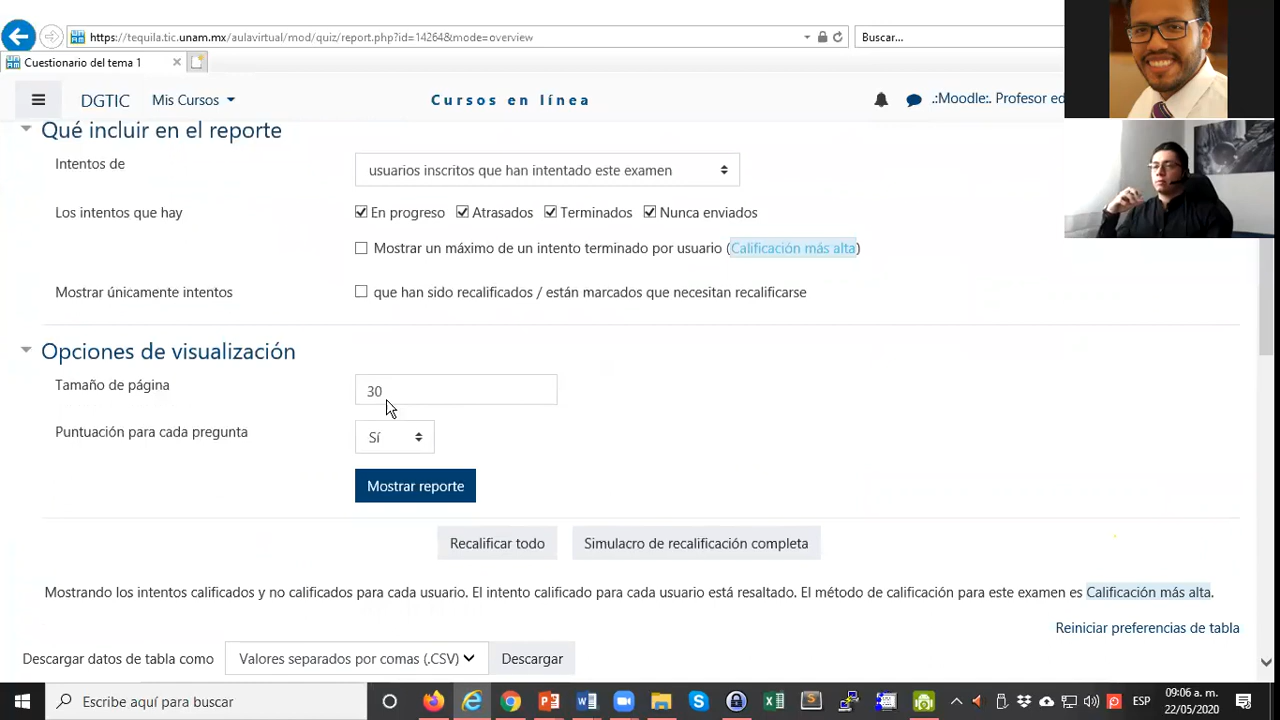 https://tequila.tic.unam.mx/aulavirtual/mod/quiz/report.php?id=14264&mode=overview
Buscar...
Cuestionario del tema 1
DGTIC
Mis Cursos
Cursos en línea
.:Moodle:. Profesor ed
Qué incluir en el reporte
Intentos de
usuarios inscritos que han intentado este examen
Los intentos que hay
En progreso Atrasados Terminados Nunca enviados
Mostrar un máximo de un intento terminado por usuario (Calificación más alta)
Mostrar únicamente intentos
que han sido recalificados / están marcados que necesitan recalificarse
Opciones de visualización
Tamaño de página
30
Puntuación para cada pregunta
Sí
Mostrar reporte
Recalificar todo
Simulacro de recalificación completa
Mostrando los intentos calificados y no calificados para cada usuario. El intento calificado para cada usuario está resaltado. El método de calificación para este examen es Calificación más alta.
Reiniciar preferencias de tabla
Descargar datos de tabla como
Valores separados por comas (.CSV)
Descargar
Escribe aquí para buscar
ESP
09:06 a. m.
22/05/2020